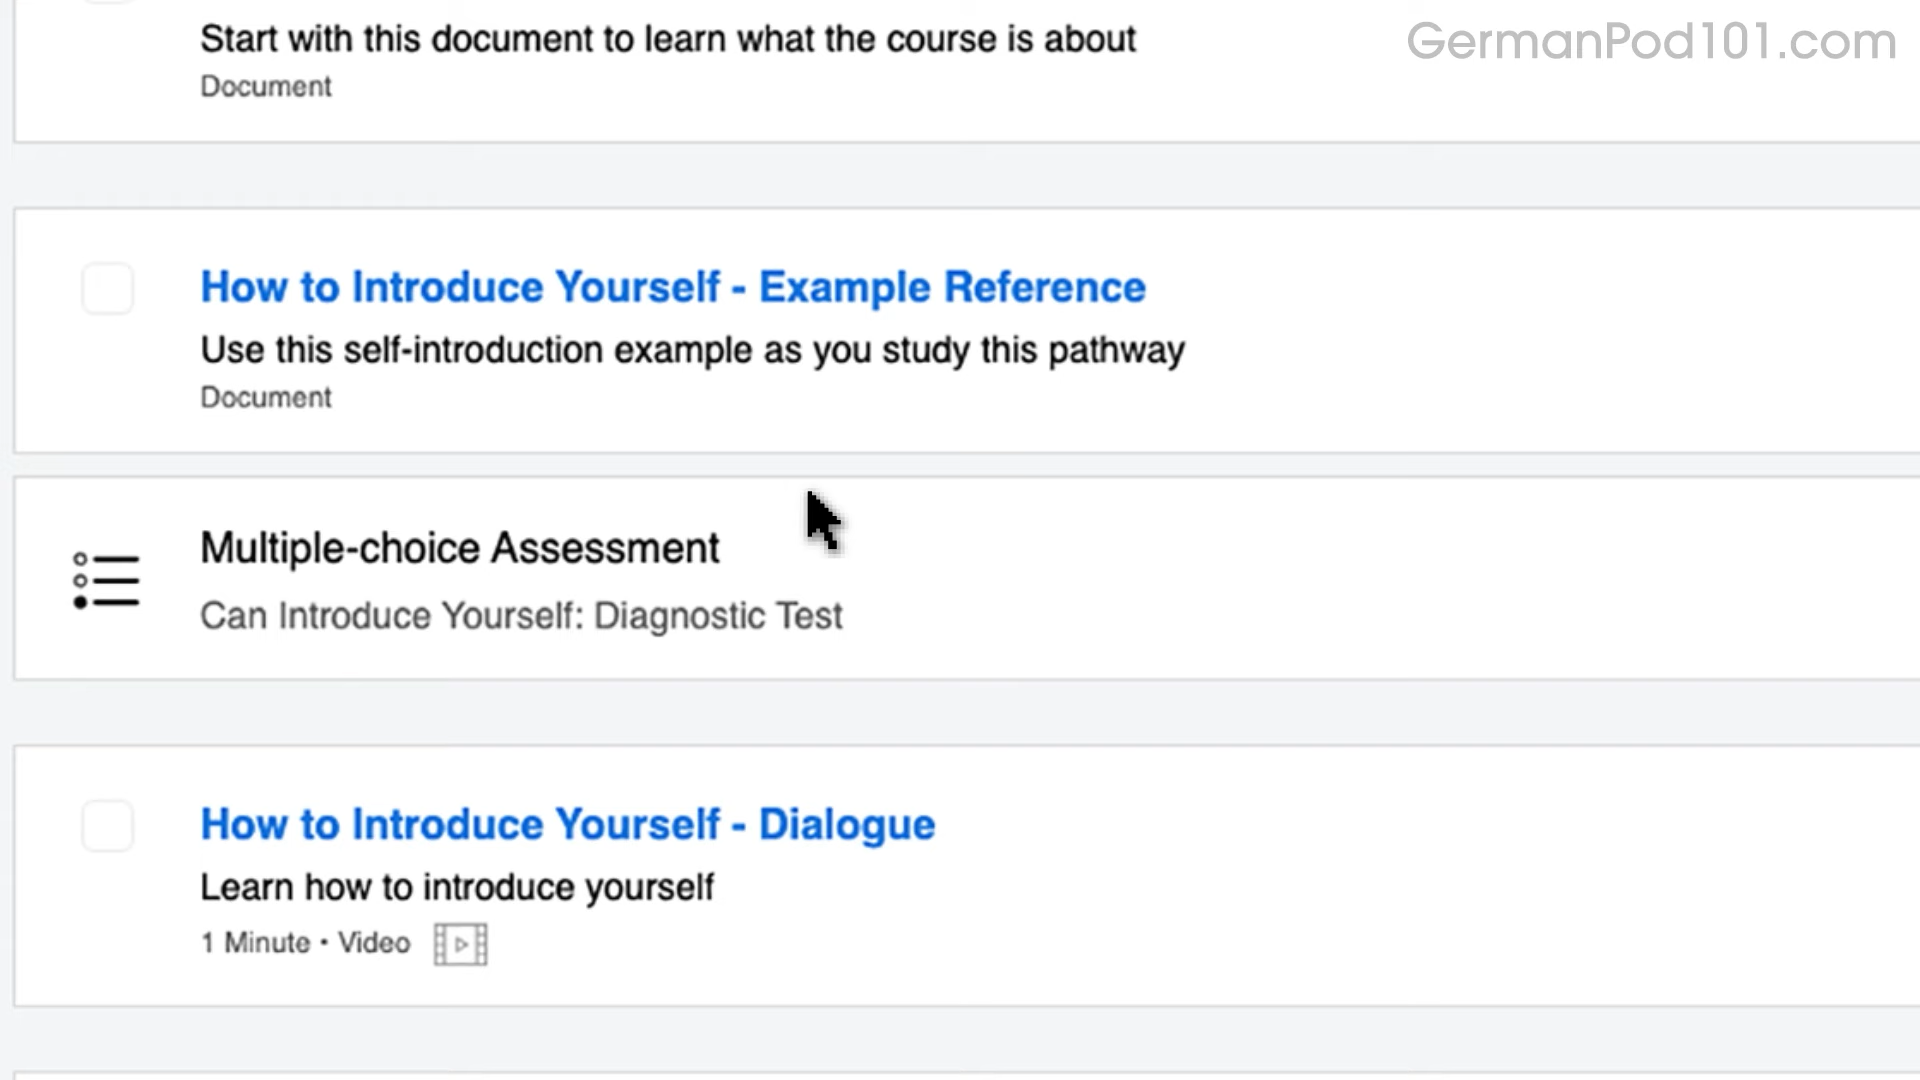 GermanPod101.com
Start with this document to learn what the course is about
Document
How to Introduce Yourself - Example Reference
Use this self-introduction example as you study this pathway
Document
Multiple-choice Assessment
Can Introduce Yourself: Diagnostic Test
How to Introduce Yourself - Dialogue
Learn how to introduce yourself
1 Minute • Video